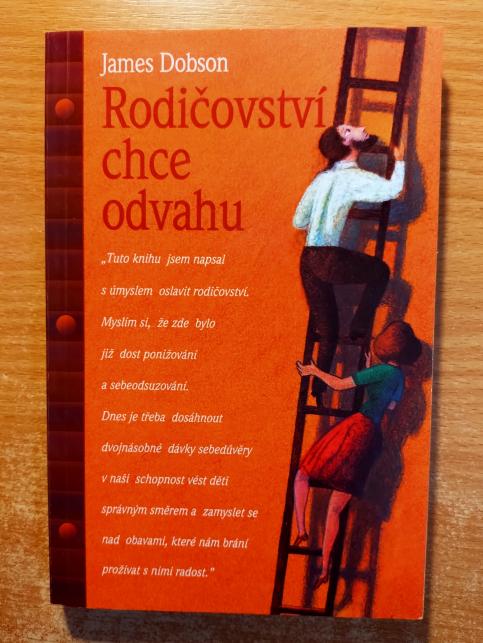 James Dobson
Rodičovství
chce
odvahu
„Tuto knihu jsem napsal
s úmyslem oslavit rodičovství.
Myslím si, že zde bylo
již dost ponižování
a sebeodsuzování.
Dnes je třeba dosáhnout
dvojnásobné dávky sebedůvěry
v naši schopnost vést děti
správným směrem a zamyslet se
nad obavami, které nám brání
prožívat s nimi radost.“